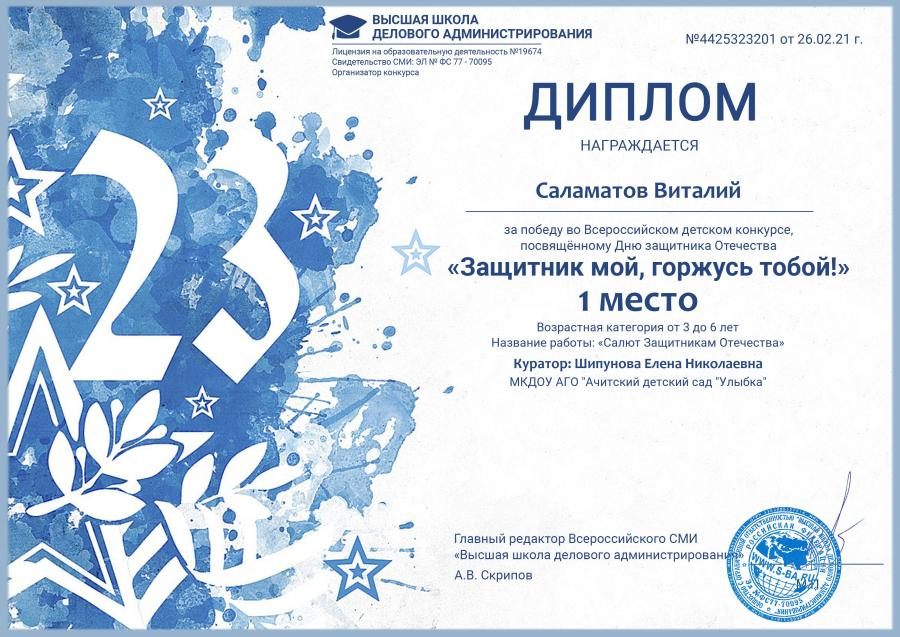 ВЫСШАЯ ШКОЛА
ДЕЛОВОГО АДМИНИСТРИРОВАНИЯ
Лицензия на образовательную деятельность №19674
Свидетельство СМИ: ЭЛ № ФС 77 - 70095
Организатор конкурса
№4425323201 от 26.02.21 г.
ДИПЛОМ
НАГРАЖДАЕТСЯ
Саламатов Виталий
за победу во Всероссийском детском конкурсе,
посвящённому Дню защитника Отечества
«Защитник мой, горжусь тобой!»
1 место
Возрастная категория от 3 до 6 лет
Название работы: «Салют Защитникам Отечества»
Куратор: Шипунова Елена Николаевна
МКДОУ АГО "Ачитский детский сад "Улыбка"
23
Главный редактор Всероссийского СМИ
«Высшая школа делового администрирования»
А.В. Скрипов
РОССИЙСКАЯ ФЕДЕРАЦИЯ
WWW.S-BA.RU